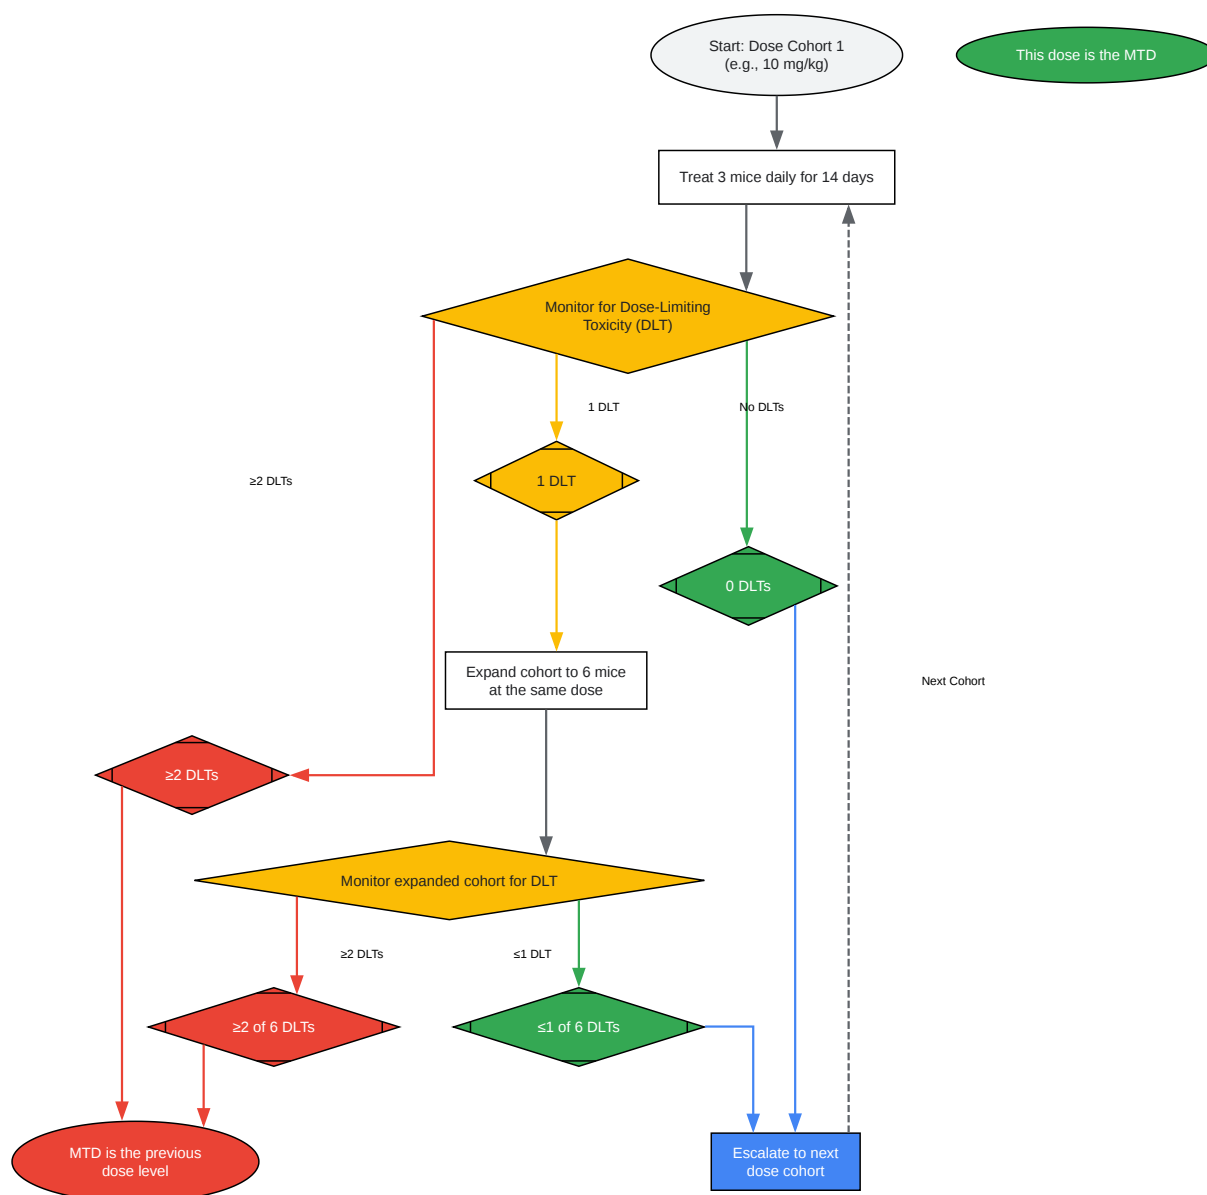 Start: Dose Cohort 1
(e.g., 10 mg/kg)
This dose is the MTD
Treat 3 mice daily for 14 days
Monitor for Dose-Limiting
Toxicity (DLT)
1 DLT
No DLTs
≥2 DLTs
1 DLT
0 DLTs
Expand cohort to 6 mice
at the same dose
Next Cohort
≥2 DLTs
Monitor expanded cohort for DLT
≥2 DLTs
≤1 DLT
≥2 of 6 DLTs
≤1 of 6 DLTs
MTD is the previous
dose level
Escalate to next
dose cohort